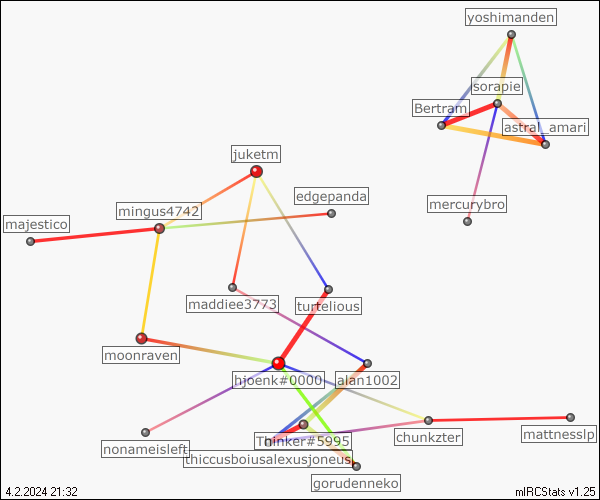 yoshimanden
sorapie
Bertram
astral_amari
juketm
edgepanda
mingus4742
mercurybro
majestico
maddiee3773
turtelious
moonraven
hjoenk#0000
alan1002
Thinker#5995
chunkzter
mattnesslp
nonameisleft
thiccusboiusalexusjoneus
gorudenneko
4.2.2024 21:32
mIRCStats v1.25